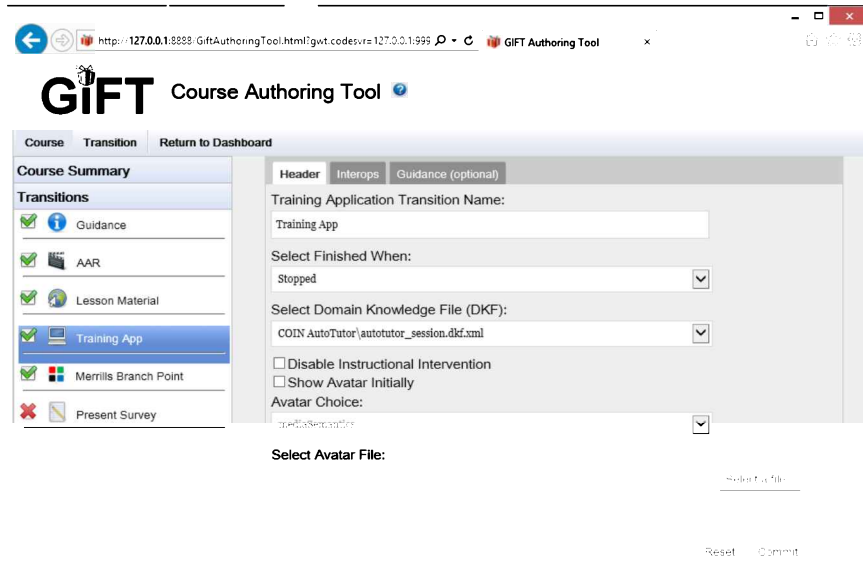 http://127.0.0.1:8888/GiftAuthoringTool.html?gwt.codesvr=127.0.0.1:999
GIFT Authoring Tool
GiFT Course Authoring Tool
Course Transition Return to Dashboard
Course Summary
Transitions
Guidance
AAR
Lesson Material
Training App
Merrills Branch Point
Present Survey
Header Interops Guidance (optional)
Training Application Transition Name:
Training App
Select Finished When:
Stopped
Select Domain Knowledge File (DKF):
COIN AutoTutor\autotutor_session.dkf.xml
Disable Instructional Intervention
Show Avatar Initially
Avatar Choice:
mediaSemantics
Select Avatar File:
Select a file
Reset Commit